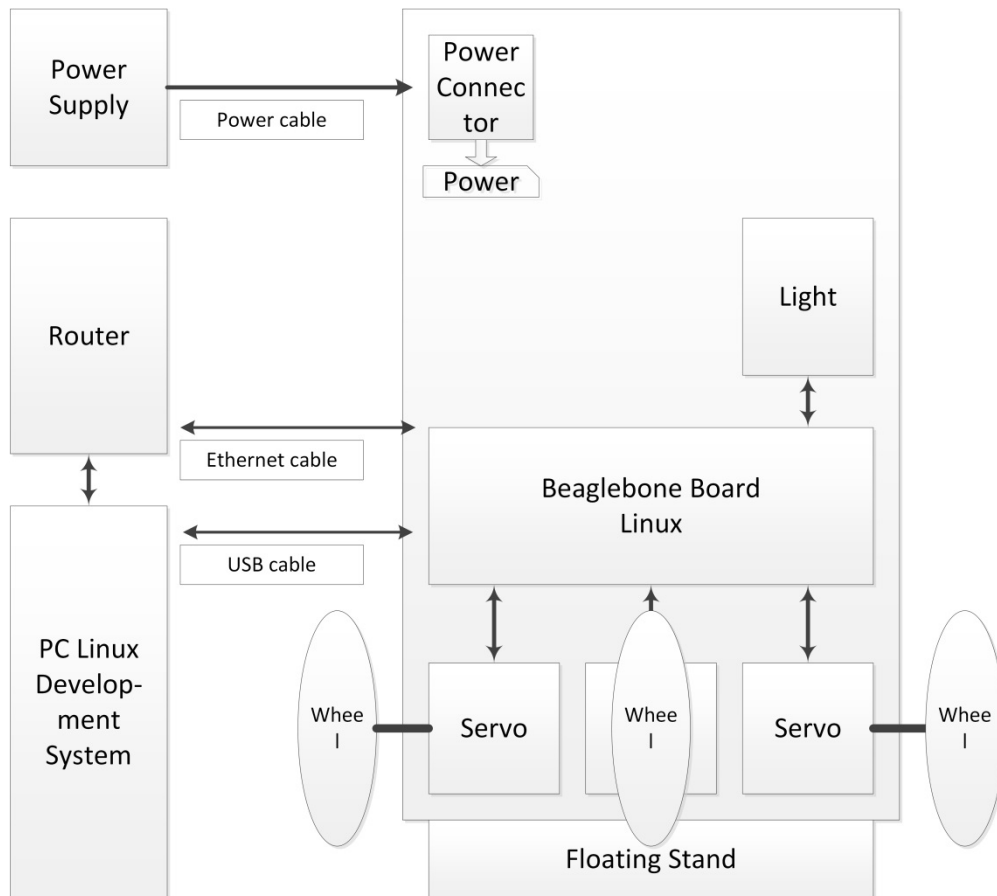 Power
Supply
Power cable
Power
Connec
tor
Power
Router
Light
Ethernet cable
Beaglebone Board
Linux
USB cable
PC Linux
Develop-
ment
System
Whee
l
Servo
Whee
l
Servo
Whee
l
Floating Stand